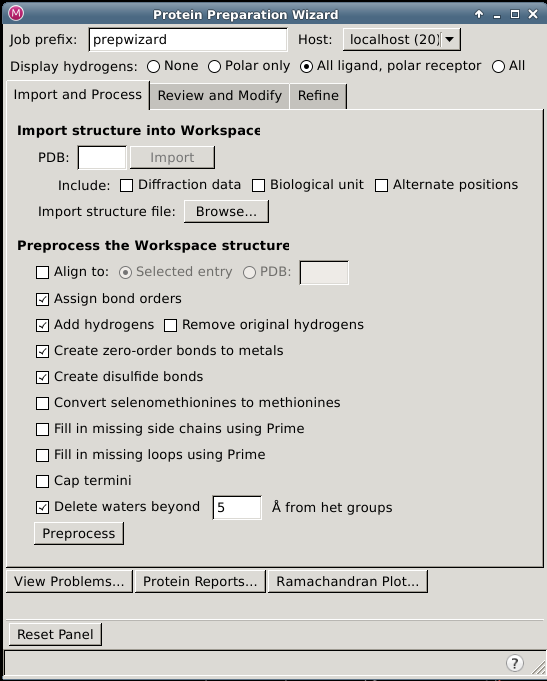 Protein Preparation Wizard
Job prefix: prepwizard Host: localhost (20)
Display hydrogens: None Polar only All ligand, polar receptor All
Import and Process Review and Modify Refine
Import structure into Workspace
PDB: Import
Include: Diffraction data Biological unit Alternate positions
Import structure file: Browse...
Preprocess the Workspace structure
Align to: Selected entry PDB:
Assign bond orders
Add hydrogens Remove original hydrogens
Create zero-order bonds to metals
Create disulfide bonds
Convert selenomethionines to methionines
Fill in missing side chains using Prime
Fill in missing loops using Prime
Cap termini
Delete waters beyond 5 Å from het groups
Preprocess
View Problems... Protein Reports... Ramachandran Plot...
Reset Panel
?